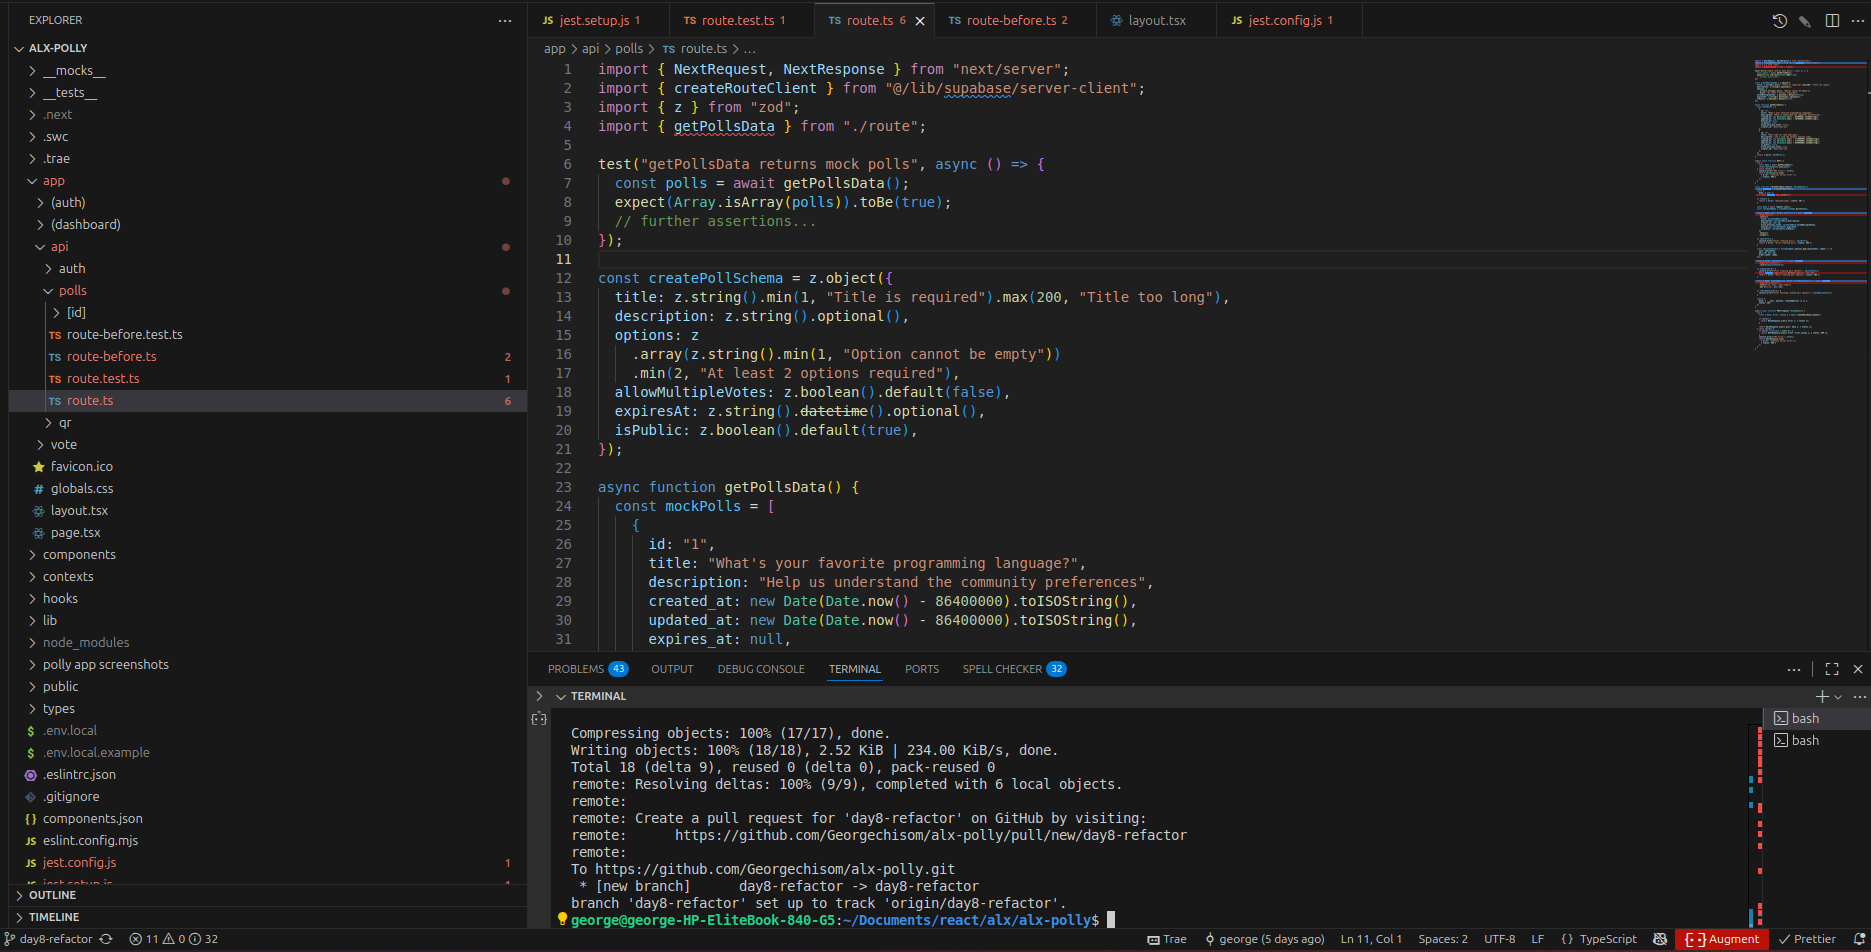 EXPLORER
ALX-POLLY
__mocks__
__tests__
.next
.swc
.trae
app
(auth)
(dashboard)
api
auth
polls
[id]
TS route-before.test.ts
TS route-before.ts 2
TS route.test.ts 1
TS route.ts 6
qr
vote
favicon.ico
# globals.css
layout.tsx
page.tsx
components
contexts
hooks
lib
node_modules
polly app screenshots
public
types
$ .env.local
$ .env.local.example
.eslintrc.json
.gitignore
{} components.json
JS eslint.config.mjs
JS jest.config.js 1
OUTLINE
TIMELINE
JS jest.setup.js 1 TS route.test.ts 1 TS route.ts 6 TS route-before.ts 2 layout.tsx JS jest.config.js 1
app > api > polls > TS route.ts > ...
1 import { NextRequest, NextResponse } from "next/server";
2 import { createRouteClient } from "@/lib/supabase/server-client";
3 import { z } from "zod";
4 import { getPollsData } from "./route";
5
6 test("getPollsData returns mock polls", async () => {
7 const polls = await getPollsData();
8 expect(Array.isArray(polls)).toBe(true);
9 // further assertions...
10 });
11
12 const createPollSchema = z.object({
13 title: z.string().min(1, "Title is required").max(200, "Title too long"),
14 description: z.string().optional(),
15 options: z
16 .array(z.string().min(1, "Option cannot be empty"))
17 .min(2, "At least 2 options required"),
18 allowMultipleVotes: z.boolean().default(false),
19 expiresAt: z.string().datetime().optional(),
20 isPublic: z.boolean().default(true),
21 });
22
23 async function getPollsData() {
24 const mockPolls = [
25 {
26 id: "1",
27 title: "What's your favorite programming language?",
28 description: "Help us understand the community preferences",
29 created_at: new Date(Date.now() - 86400000).toISOString(),
30 updated_at: new Date(Date.now() - 86400000).toISOString(),
31 expires_at: null,
PROBLEMS 43 OUTPUT DEBUG CONSOLE TERMINAL PORTS SPELL CHECKER 32
TERMINAL
bash
bash
Compressing objects: 100% (17/17), done.
Writing objects: 100% (18/18), 2.52 KiB | 234.00 KiB/s, done.
Total 18 (delta 9), reused 0 (delta 0), pack-reused 0
remote: Resolving deltas: 100% (9/9), completed with 6 local objects.
remote:
remote: Create a pull request for 'day8-refactor' on GitHub by visiting:
remote: https://github.com/Georgechisom/alx-polly/pull/new/day8-refactor
remote:
To https://github.com/Georgechisom/alx-polly.git
* [new branch] day8-refactor -> day8-refactor
branch 'day8-refactor' set up to track 'origin/day8-refactor'.
george@george-HP-EliteBook-840-G5:~/Documents/react/alx/alx-polly$
day8-refactor 11 0 32 Trae george (5 days ago) Ln 11, Col 1 Spaces: 2 UTF-8 LF {} TypeScript Augment Prettier